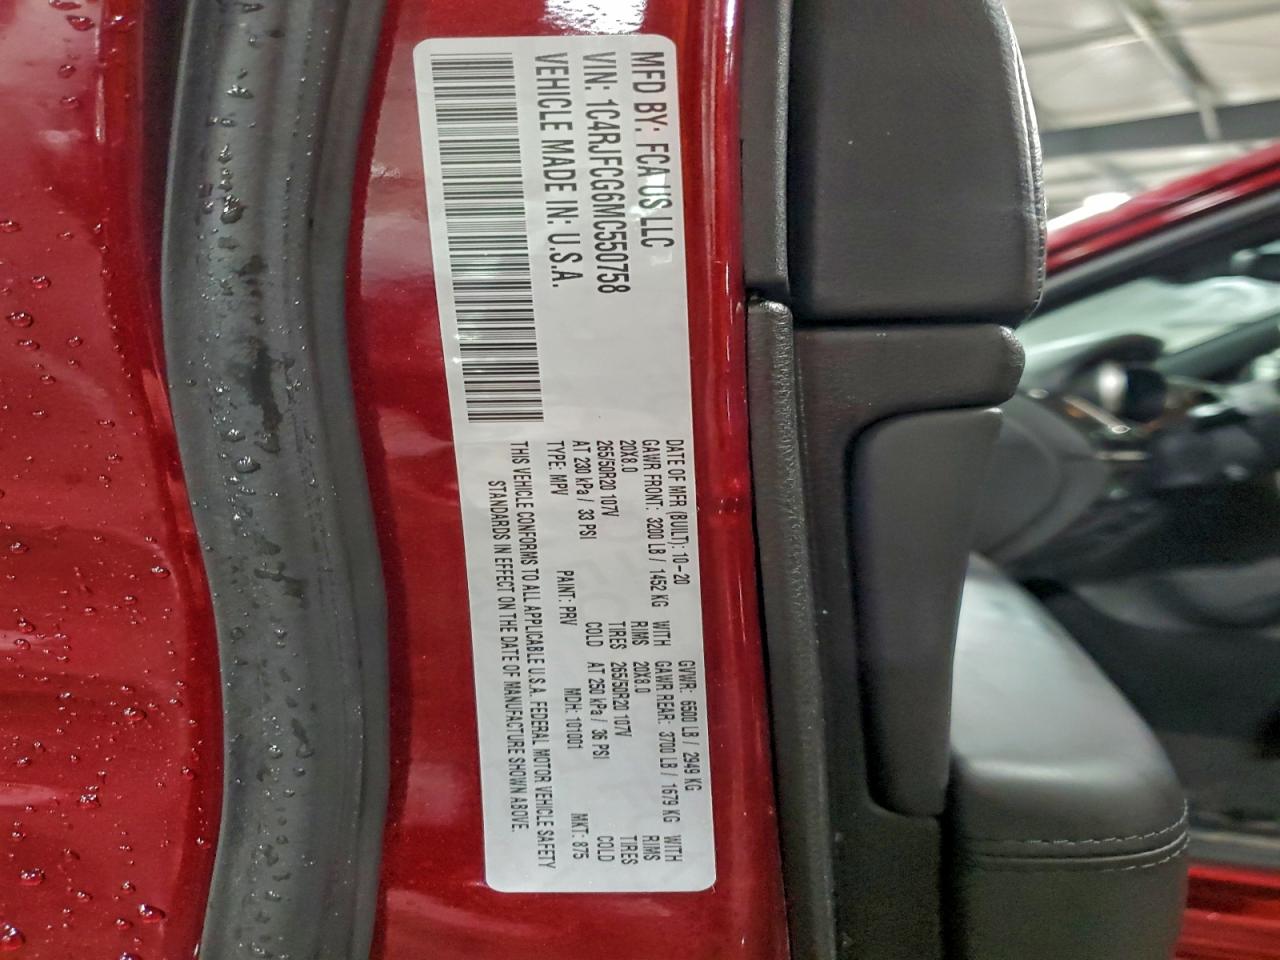 MFD BY: FCA US LLC
VIN: 1C4RJFCG6MC550758
VEHICLE MADE IN: U.S.A.
DATE OF MFR (BUILT): 10-20 GVWR: 6500 LB / 2949 KG
GAWR FRONT: 3200 LB / 1452 KG WITH GAWR REAR: 3700 LB / 1679 KG WITH
20X8.0 RIMS 20X8.0 RIMS
265/50R20 107V TIRES 265/50R20 107V TIRES
AT 230 kPa / 33 PSI COLD AT 250 kPa / 36 PSI COLD
TYPE: MPV PAINT: PRV MDH: 101001 MKT: 875
THIS VEHICLE CONFORMS TO ALL APPLICABLE U.S.A. FEDERAL MOTOR VEHICLE SAFETY
STANDARDS IN EFFECT ON THE DATE OF MANUFACTURE SHOWN ABOVE.